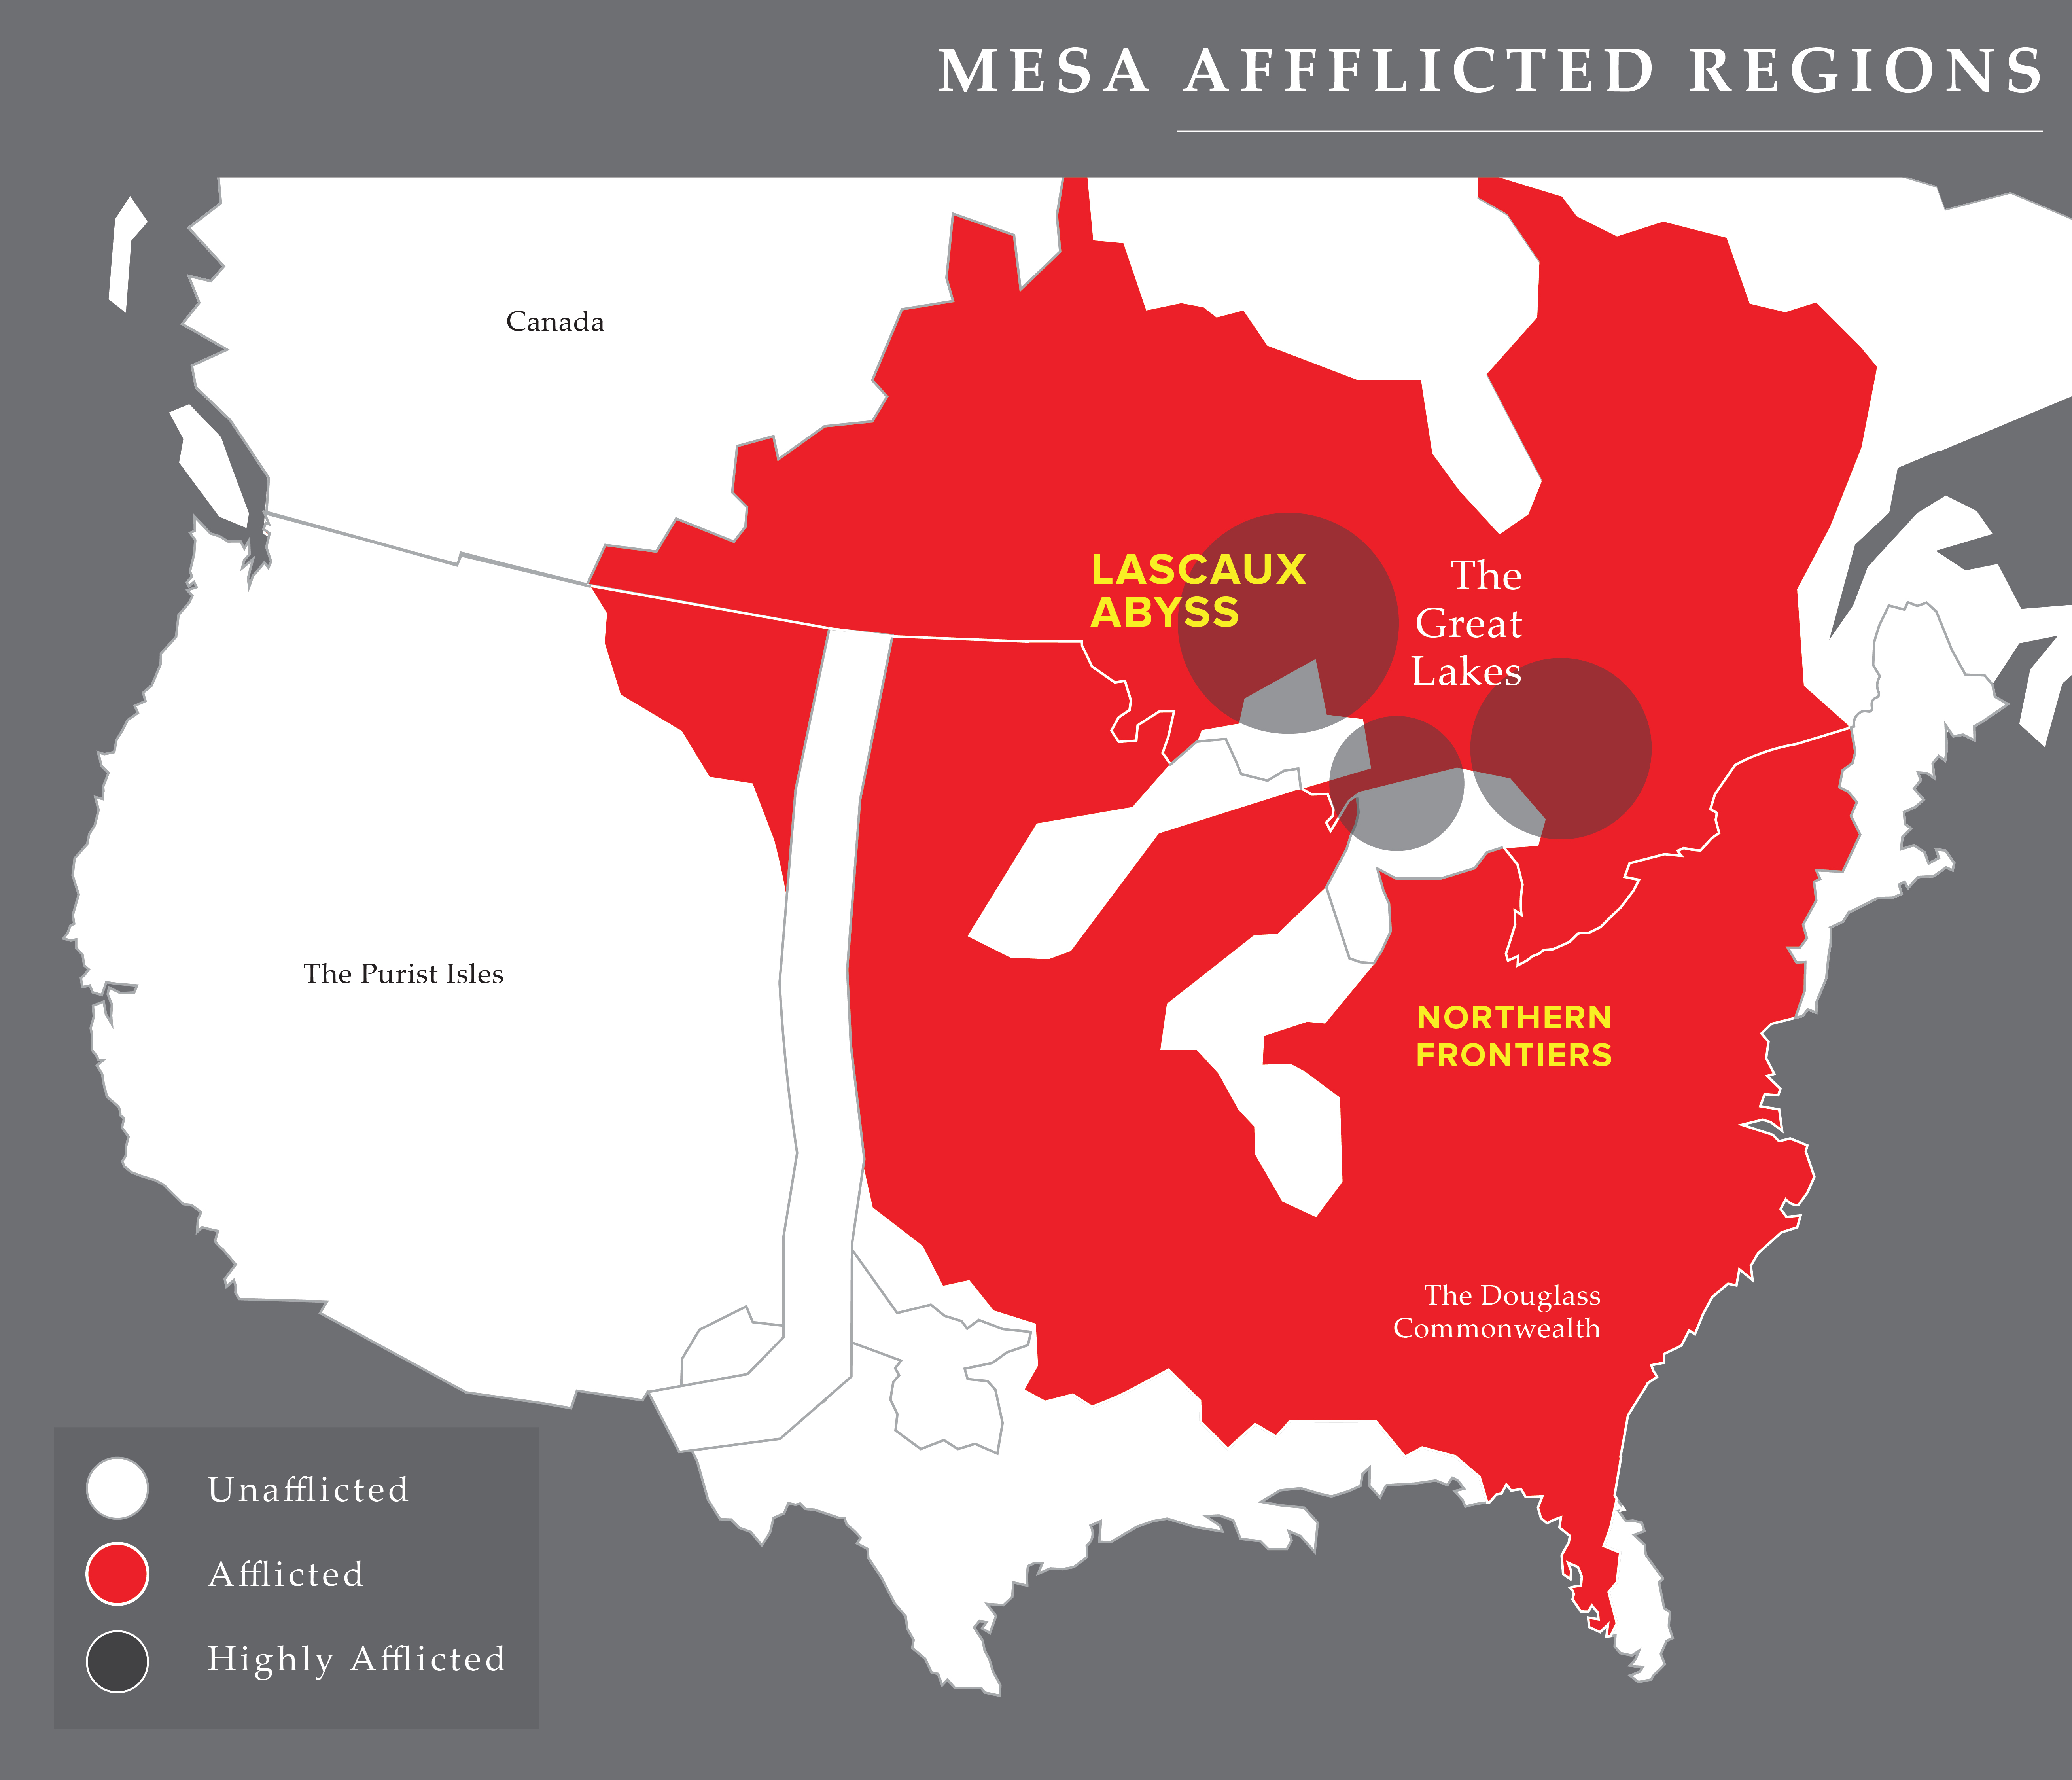 MESA AFFFLICTED REGIONS
Canada
LASCAUX
ABYSS
The
Great
Lakes
The Purist Isles
NORTHERN
FRONTIERS
The Douglass
Commonwealth
Unafflicted
Afflicted
Highly Afflicted